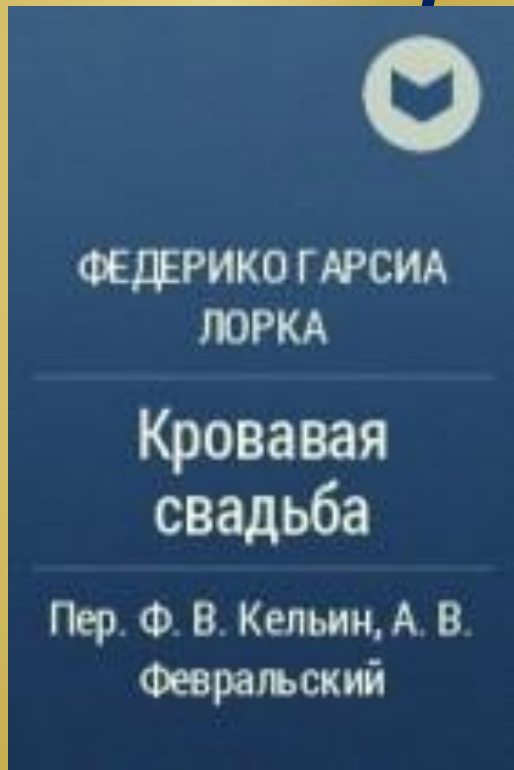 ФЕДЕРИКО ГАРСИА
ЛОРКА
Кровавая
свадьба
Пер. Ф. В. Кельин, А. В.
Февральский